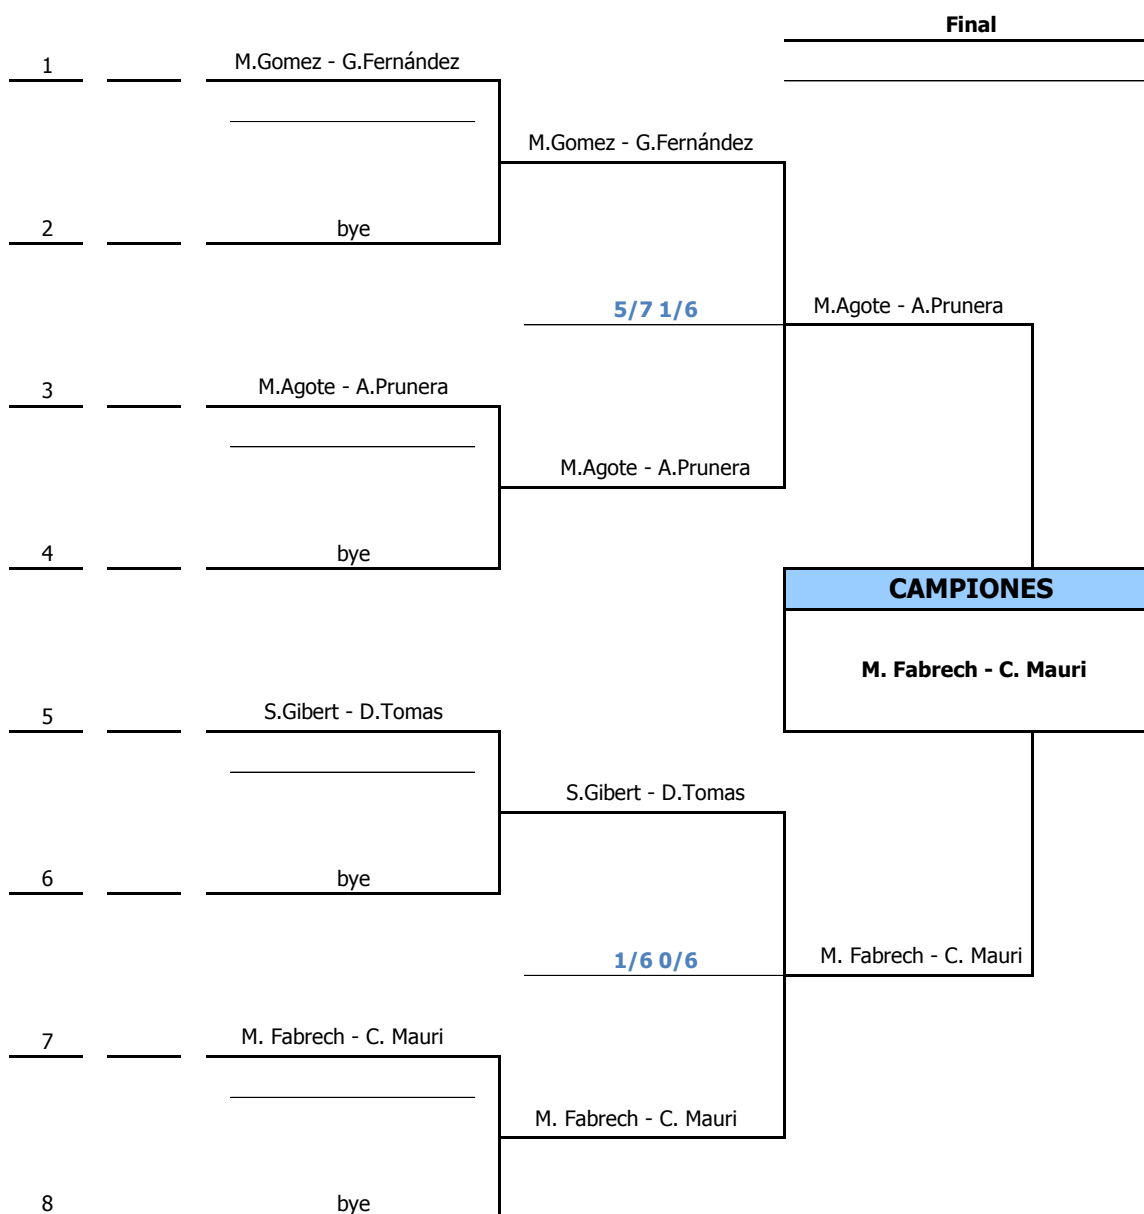 Final
1
M.Gomez - G.Fernández
M.Gomez - G.Fernández
2
bye
5/7 1/6
M.Agote - A.Prunera
3
M.Agote - A.Prunera
M.Agote - A.Prunera
4
bye
CAMPIONES
M. Fabrech - C. Mauri
5
S.Gibert - D.Tomas
S.Gibert - D.Tomas
6
bye
1/6 0/6
M. Fabrech - C. Mauri
7
M. Fabrech - C. Mauri
M. Fabrech - C. Mauri
8
bye